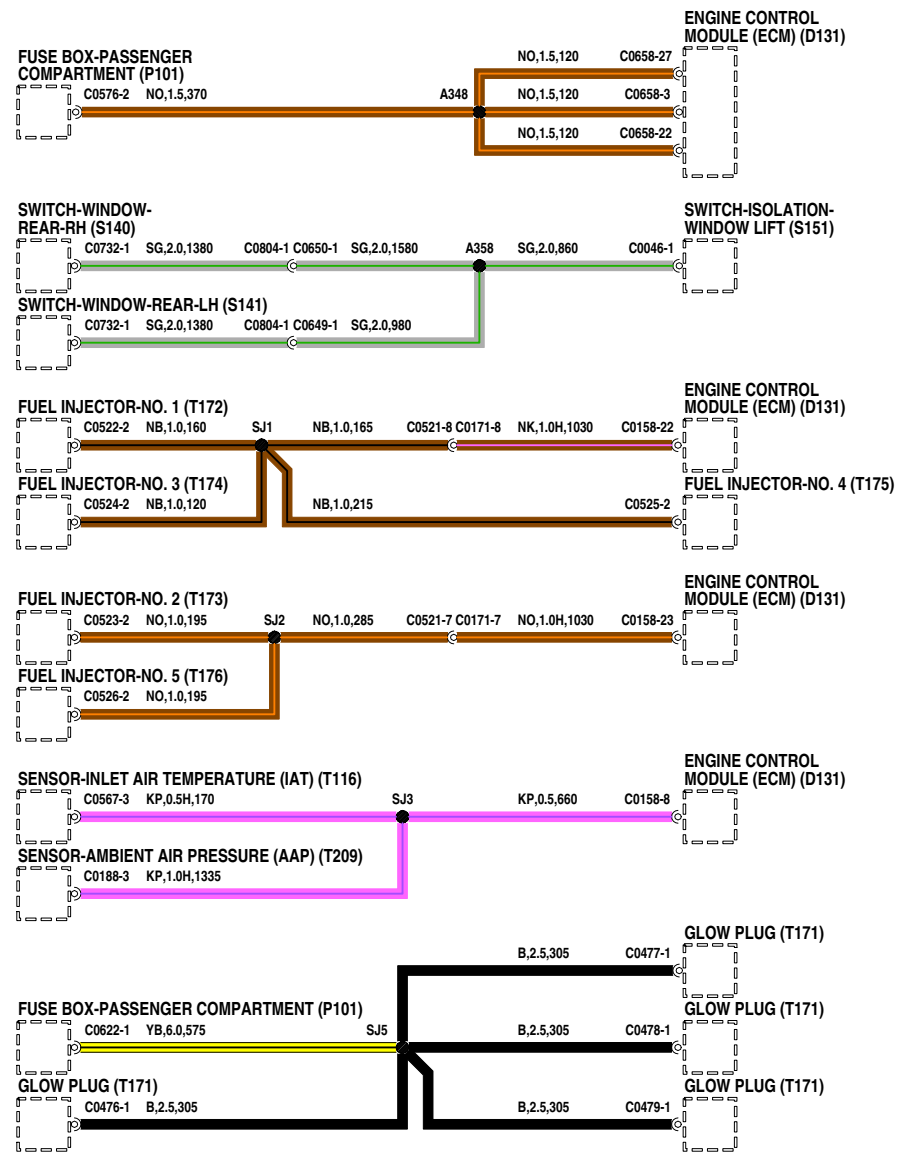 ENGINE CONTROL
MODULE (ECM) (D131)
FUSE BOX-PASSENGER
COMPARTMENT (P101)
NO,1.5,120 C0658-27
C0576-2 NO,1.5,370 A348 NO,1.5,120 C0658-3
NO,1.5,120 C0658-22
SWITCH-WINDOW-
REAR-RH (S140)
SWITCH-ISOLATION-
WINDOW LIFT (S151)
C0732-1 SG,2.0,1380 C0804-1 C0650-1 SG,2.0,1580 A358 SG,2.0,860 C0046-1
SWITCH-WINDOW-REAR-LH (S141)
C0732-1 SG,2.0,1380 C0804-1 C0649-1 SG,2.0,980
ENGINE CONTROL
MODULE (ECM) (D131)
FUEL INJECTOR-NO. 1 (T172)
C0522-2 NB,1.0,160 SJ1 NB,1.0,165 C0521-8 C0171-8 NK,1.0H,1030 C0158-22
FUEL INJECTOR-NO. 3 (T174) FUEL INJECTOR-NO. 4 (T175)
C0524-2 NB,1.0,120 NB,1.0,215 C0525-2
ENGINE CONTROL
MODULE (ECM) (D131)
FUEL INJECTOR-NO. 2 (T173)
C0523-2 NO,1.0,195 SJ2 NO,1.0,285 C0521-7 C0171-7 NO,1.0H,1030 C0158-23
FUEL INJECTOR-NO. 5 (T176)
C0526-2 NO,1.0,195
ENGINE CONTROL
MODULE (ECM) (D131)
SENSOR-INLET AIR TEMPERATURE (IAT) (T116)
C0567-3 KP,0.5H,170 SJ3 KP,0.5,660 C0158-8
SENSOR-AMBIENT AIR PRESSURE (AAP) (T209)
C0188-3 KP,1.0H,1335
GLOW PLUG (T171)
B,2.5,305 C0477-1
FUSE BOX-PASSENGER COMPARTMENT (P101) GLOW PLUG (T171)
C0622-1 YB,6.0,575 SJ5 B,2.5,305 C0478-1
GLOW PLUG (T171) GLOW PLUG (T171)
C0476-1 B,2.5,305 B,2.5,305 C0479-1